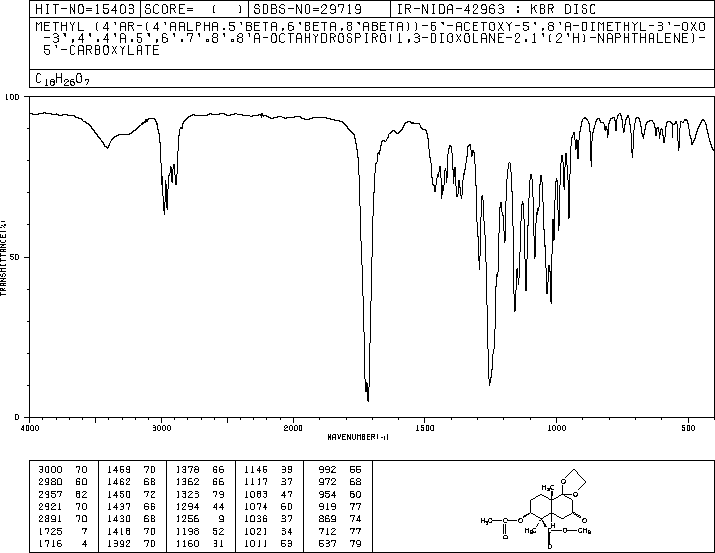 HIT-NO=15403 SCORE= ( ) SDBS-NO=29719 IR-NIDA-42963 : KBR DISC
METHYL (4'AR-(4'AALPHA,5'BETA,6'BETA,8'ABETA))-6'-ACETOXY-5',8'A-DIMETHYL-3'-OXO
-3',4',4'A,5',6',7',8',8'A-OCTAHYDROSPIRO(1,3-DIOXOLANE-2,1'(2'H)-NAPHTHALENE)-
5'-CARBOXYLATE
C18H26O7
100
50
0
TRANSMITTANCE(%)
4000 3000 2000 1500 1000 500
WAVENUMBER(-1)
3000 70 1469 70 1378 66 1146 39 992 55
2980 60 1462 68 1362 66 1117 37 972 68
2957 62 1450 72 1323 79 1083 47 954 60
2921 70 1437 66 1294 44 1074 60 919 77
2891 70 1430 68 1256 9 1036 37 869 74
1725 7 1418 70 1198 52 1021 34 712 77
1716 4 1392 70 1160 31 1011 53 537 79
H3C
O
O
H3C
O
O
H3C
H
O
CH3
O
O